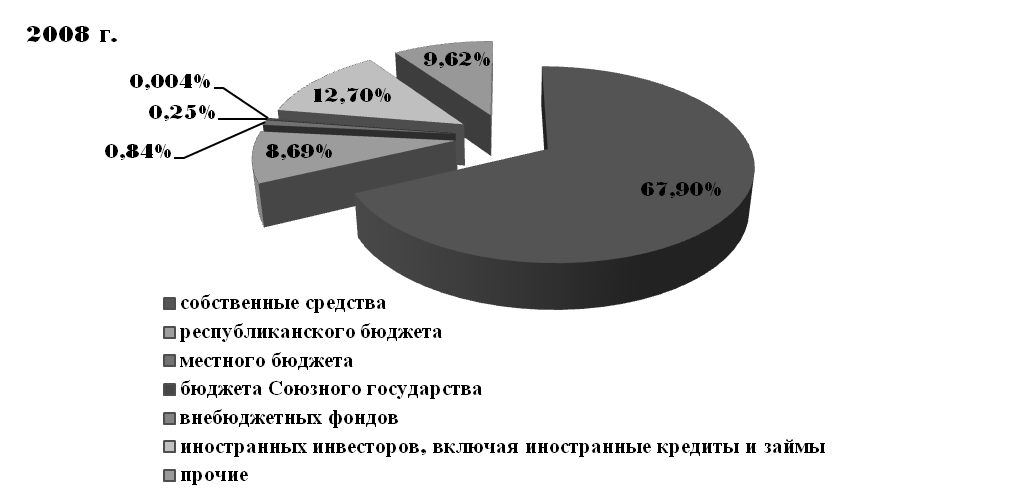 2008 г.
9,62%
0,004%
12,70%
0,25%
0,84%
8,69%
67,90%
собственные средства
республиканского бюджета
местного бюджета
бюджета Союзного государства
внебюджетных фондов
иностранных инвесторов, включая иностранные кредиты и займы
прочие